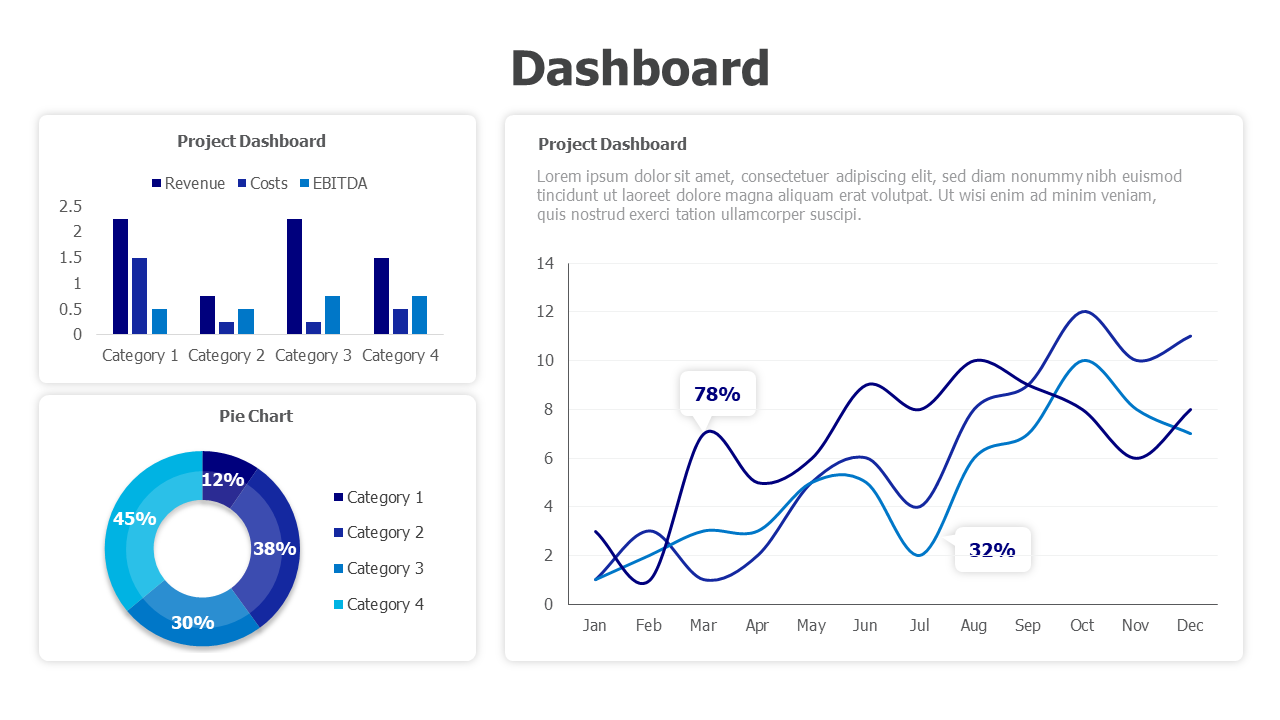 Dashboard
Project Dashboard
Revenue Costs EBITDA
2.5
2
1.5
1
0.5
0
Category 1 Category 2 Category 3 Category 4
Pie Chart
12%
45%
38%
30%
Category 1
Category 2
Category 3
Category 4
Project Dashboard
Lorem ipsum dolor sit amet, consectetuer adipiscing elit, sed diam nonummy nibh euismod
tincidunt ut laoreet dolore magna aliquam erat volutpat. Ut wisi enim ad minim veniam,
quis nostrud exerci tation ullamcorper suscipi.
14
12
10
8
6
4
2
0
78%
32%
Jan Feb Mar Apr May Jun Jul Aug Sep Oct Nov Dec